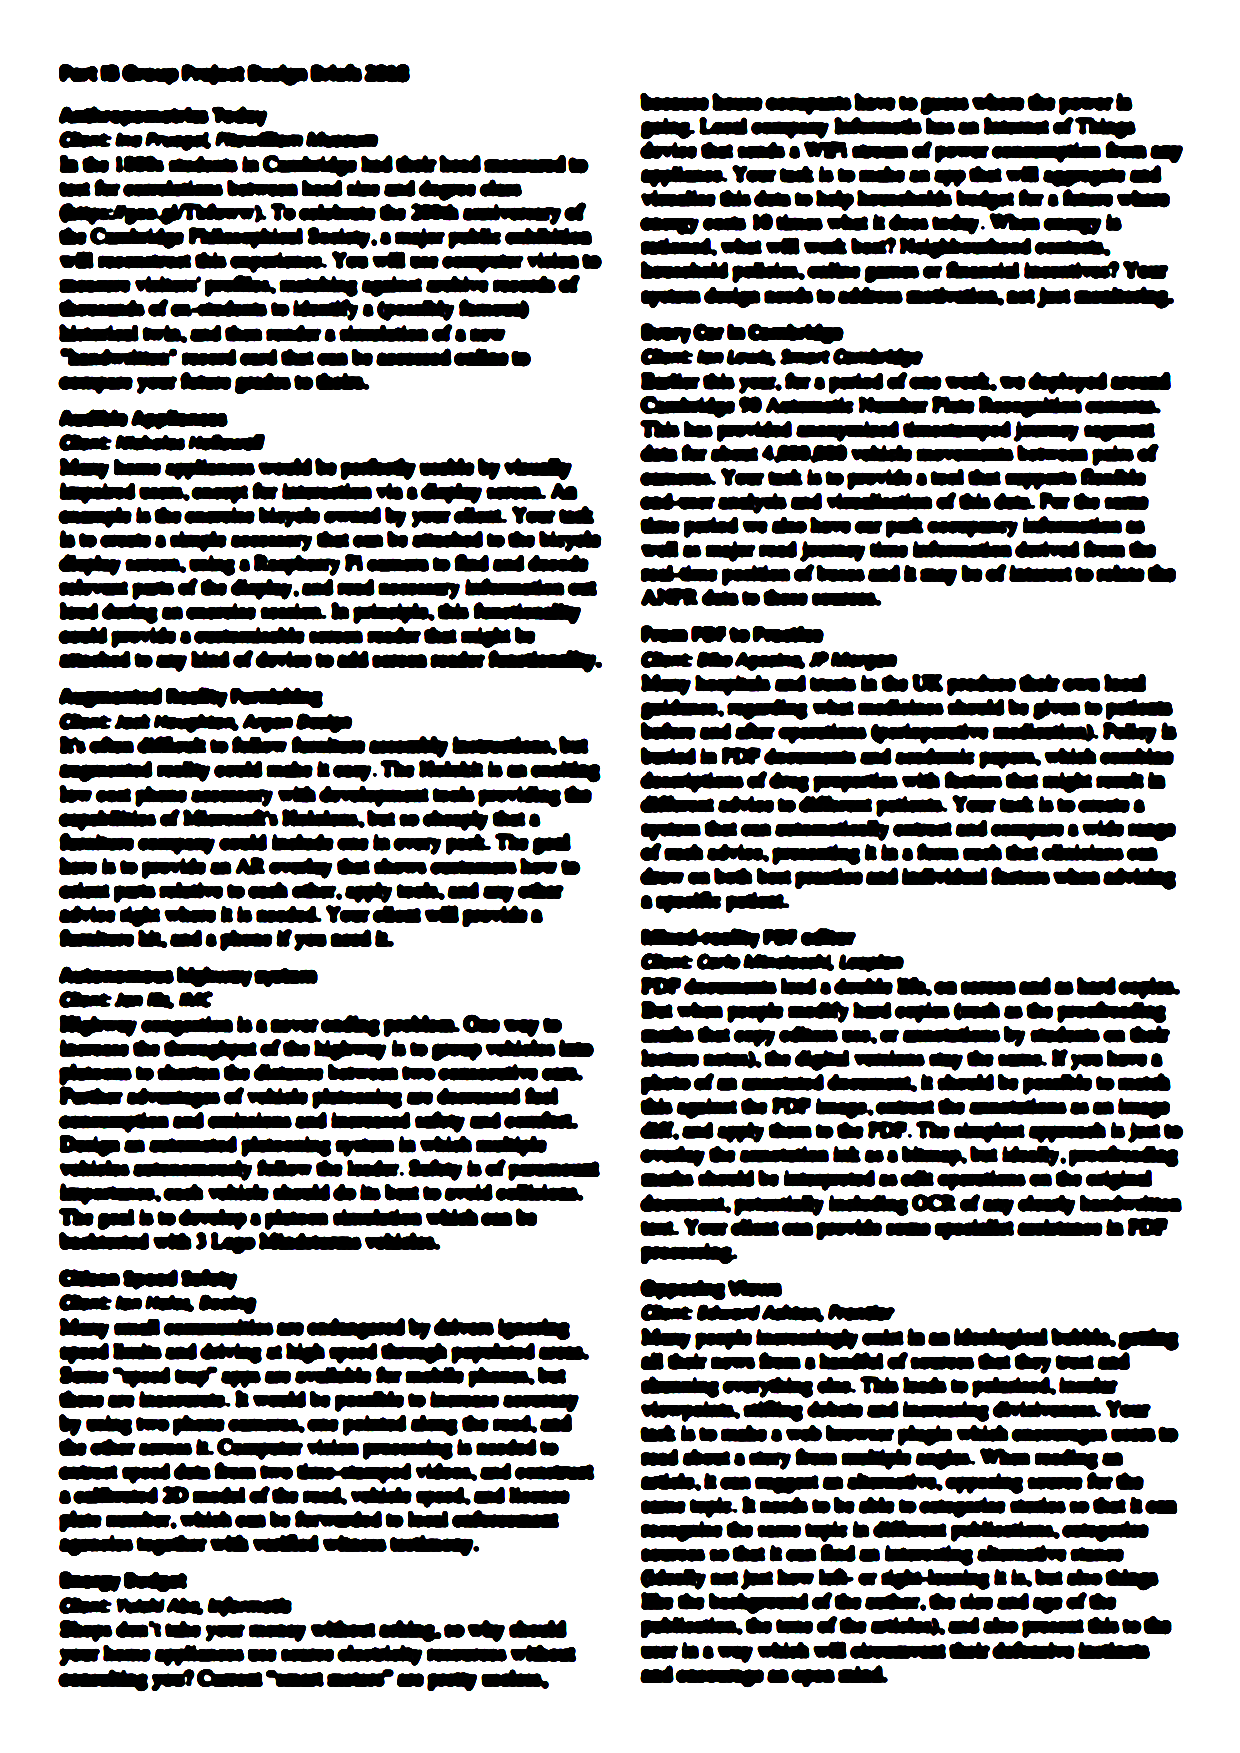 Part IB Group Project Design Briefs 2018
Anthropometrics Today
Client: Ina Pruegel, Fitzwilliam Museum
In the 1880s students in Cambridge had their head measured to
test for correlations between head size and degree class
To celebrate the 200th anniversary of
the Cambridge Philosophical Society, a major public exhibition
will reconstruct this experience. You will use computer vision to
measure visitors' profiles, matching against archive records of
thousands of ex-students to identify a (possibly famous)
historical twin, and then render a simulation of a new
"handwritten" record card that can be accessed online to
compare your future grades to theirs.
Audible Appliances
Client: Nicholas
Many home appliances would be perfectly usable by visually
impaired users, except for interaction via a display screen. An
example is the exercise bicycle owned by your client. Your task
is to create a simple accessory that can be attached to the bicycle
display screen, using a Raspberry Pi camera to find and decode
relevant parts of the display, and read necessary information out
loud during an exercise session. In principle, this functionality
could provide a customisable screen reader that might be
attached to any kind of device to add screen reader functionality.
Augmented Reality Furnishing
Client: Jack Haughton, Argon Design
It's often difficult to follow furniture assembly instructions, but
augmented reality could make it easy. The Holokit is an exciting
low cost phone accessory with development tools providing the
capabilities of Microsoft's Hololens, but so cheaply that a
furniture company could include one in every pack. The goal
here is to provide an AR overlay that shows customers how to
orient parts relative to each other, apply tools, and any other
advice right where it is needed. Your client will provide a
furniture kit, and a phone if you need it.
Autonomous highway system
Client: Jan IMC
Highway congestion is a never ending problem. One way to
increase the throughput of the highway is to group vehicles into
platoons to shorten the distance between two consecutive cars.
Further advantages of vehicle platooning are decreased fuel
consumption and emissions and increased safety and comfort.
Design an automated platooning system in which multiple
vehicles autonomously follow the leader. Safety is of paramount
importance, each vehicle should do its best to avoid collisions.
The goal is to develop a platoon simulation which can be
backtested with 3 Lego Mindstorms vehicles.
Citizen Speed Safety
Client: Ian Boeing
Many small communities are endangered by drivers ignoring
speed limits and driving at high speed through populated areas.
Some "speed trap" apps are available for mobile phones, but
these are inaccurate. It would be possible to increase accuracy
by using two phone cameras, one pointed along the road, and
the other across it. Computer vision processing is needed to
extract speed data from two time-stamped videos, and construct
a calibrated 3D model of the road, vehicle speed, and license
plate number, which can be forwarded to local enforcement
agencies together with verified witness testimony.
Energy Budget
Client: Yutaki Abe, Informetis
Shops don't take your money without asking, so why should
your home appliances use scarce electricity resources without
consulting you? Current "smart meters" are pretty useless,
because house occupants have to guess where the power is
going. Local company Informetis has an Internet of Things
device that sends a WiFi stream of power consumption from any
appliance. Your task is to make an app that will aggregate and
visualise this data to help households budget for a future where
energy costs 10 times what it does today. When energy is
rationed, what will work best? Neighbourhood contests,
household policies, online games or financial incentives? Your
system design needs to address motivation, not just monitoring.
Every Car in Cambridge
Client: Ian Lewis, Smart Cambridge
Earlier this year, for a period of one week, we deployed around
Cambridge 90 Automatic Number Plate Recognition cameras.
This has provided anonymized timestamped journey segment
data for about 4,000,000 vehicle movements between pairs of
cameras. Your task is to provide a tool that supports flexible
end-user analysis and visualisation of this data. For the same
time period we also have car park occupancy information as
well as major road journey time information derived from the
real-time position of buses and it may be of interest to relate the
ANPR data to these sources.
From PDF to Practice
Client: Agosino, JP Morgan
Many hospitals and trusts in the UK produce their own local
guidance, regarding what medicines should be given to patients
before and after operations (perioperative medication). Policy is
buried in PDF documents and academic papers, which combine
descriptions of drug properties with factors that might result in
different advice to different patients. Your task is to create a
system that can automatically extract and compare a wide range
of such advice, presenting it in a form such that clinicians can
draw on both best practice and individual factors when advising
a specific patient.
Mixed-reality PDF editor
Client: Carlo Minatocchi, Leapino
PDF documents lead a double life, on screen and as hard copies.
But when people modify hard copies (such as the proofreading
marks that copy editors use, or annotations by students on their
lecture notes), the digital versions stay the same. If you have a
photo of an annotated document, it should be possible to match
this against the PDF image, extract the annotations as an image
diff, and apply them to the PDF. The simplest approach is just to
overlay the annotation ink as a bitmap, but ideally, proofreading
marks should be interpreted as edit operations on the original
document, potentially including OCR of any clearly handwritten
text. Your client can provide some specialist assistance in PDF
processing.
Opposing Views
Client: Edward Ashton, Frontier
Many people increasingly exist in an ideological bubble, getting
all their news from a handful of sources that they trust and
shunning everything else. This leads to polarised, insular
viewpoints, stifling debate and increasing divisiveness. Your
task is to make a web browser plugin which encourages users to
read about a story from multiple angles. When reading an
article, it can suggest an alternative, opposing source for the
same topic. It needs to be able to categorise stories so that it can
recognise the same topic in different publications, categorise
sources so that it can find an interesting alternative stance
(ideally not just how left- or right-leaning it is, but also things
like the background of the author, the size and age of the
publication, the tone of the articles), and also present this to the
user in a way which will circumvent their defensive instincts
and encourage an open mind.